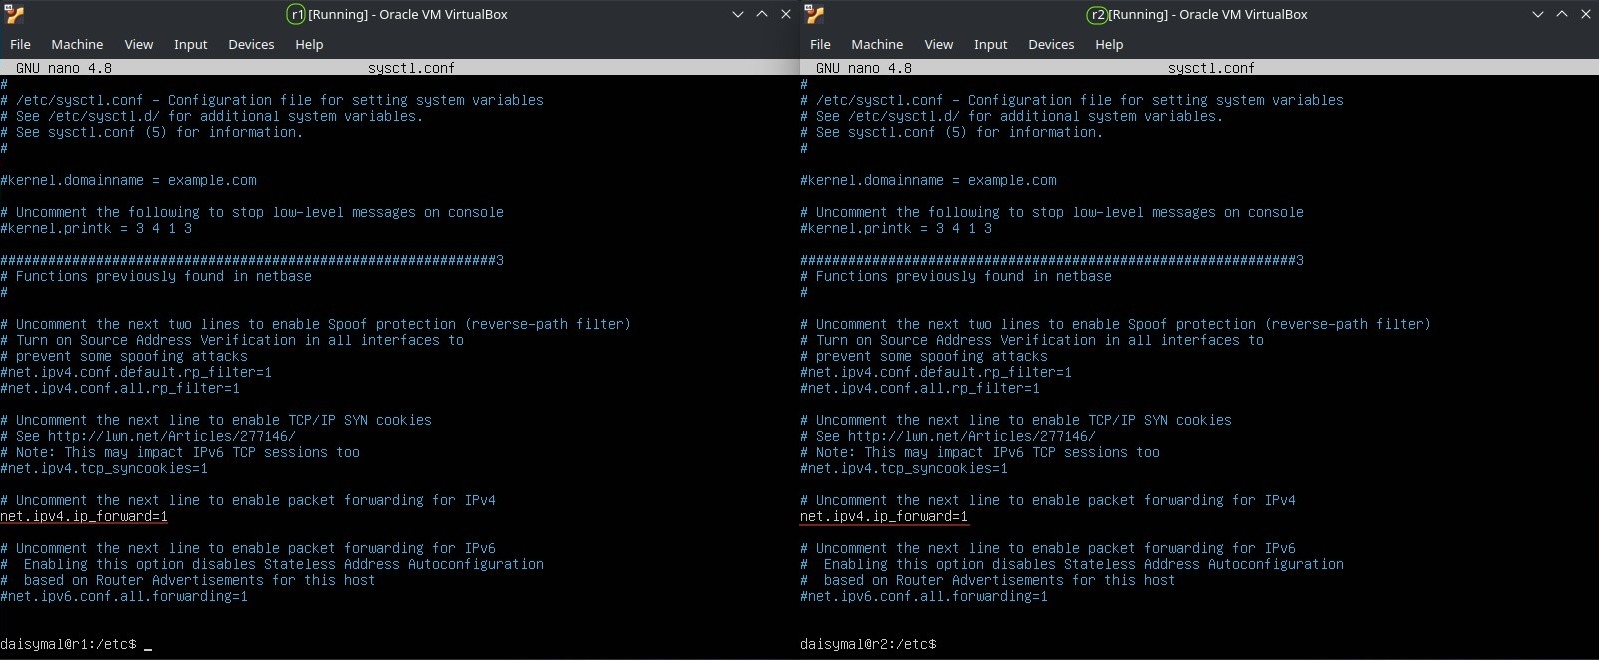 r1 [Running] - Oracle VM VirtualBox
File Machine View Input Devices Help
GNU nano 4.8 sysctl.conf
#
# /etc/sysctl.conf - Configuration file for setting system variables
# See /etc/sysctl.d/ for additional system variables.
# See sysctl.conf (5) for information.
#
#kernel.domainname = example.com
# Uncomment the following to stop low-level messages on console
#kernel.printk = 3 4 1 3
##############################################################3
# Functions previously found in netbase
#
# Uncomment the next two lines to enable Spoof protection (reverse-path filter)
# Turn on Source Address Verification in all interfaces to
# prevent some spoofing attacks
#net.ipv4.conf.default.rp_filter=1
#net.ipv4.conf.all.rp_filter=1
# Uncomment the next line to enable TCP/IP SYN cookies
# See http://lwn.net/Articles/277146/
# Note: This may impact IPv6 TCP sessions too
#net.ipv4.tcp_syncookies=1
# Uncomment the next line to enable packet forwarding for IPv4
net.ipv4.ip_forward=1
# Uncomment the next line to enable packet forwarding for IPv6
#  Enabling this option disables Stateless Address Autoconfiguration
#  based on Router Advertisements for this host
#net.ipv6.conf.all.forwarding=1
daisymal@r1:/etc$ _
r2 [Running] - Oracle VM VirtualBox
File Machine View Input Devices Help
GNU nano 4.8 sysctl.conf
#
# /etc/sysctl.conf - Configuration file for setting system variables
# See /etc/sysctl.d/ for additional system variables.
# See sysctl.conf (5) for information.
#
#kernel.domainname = example.com
# Uncomment the following to stop low-level messages on console
#kernel.printk = 3 4 1 3
##############################################################3
# Functions previously found in netbase
#
# Uncomment the next two lines to enable Spoof protection (reverse-path filter)
# Turn on Source Address Verification in all interfaces to
# prevent some spoofing attacks
#net.ipv4.conf.default.rp_filter=1
#net.ipv4.conf.all.rp_filter=1
# Uncomment the next line to enable TCP/IP SYN cookies
# See http://lwn.net/Articles/277146/
# Note: This may impact IPv6 TCP sessions too
#net.ipv4.tcp_syncookies=1
# Uncomment the next line to enable packet forwarding for IPv4
net.ipv4.ip_forward=1
# Uncomment the next line to enable packet forwarding for IPv6
#  Enabling this option disables Stateless Address Autoconfiguration
#  based on Router Advertisements for this host
#net.ipv6.conf.all.forwarding=1
daisymal@r2:/etc$